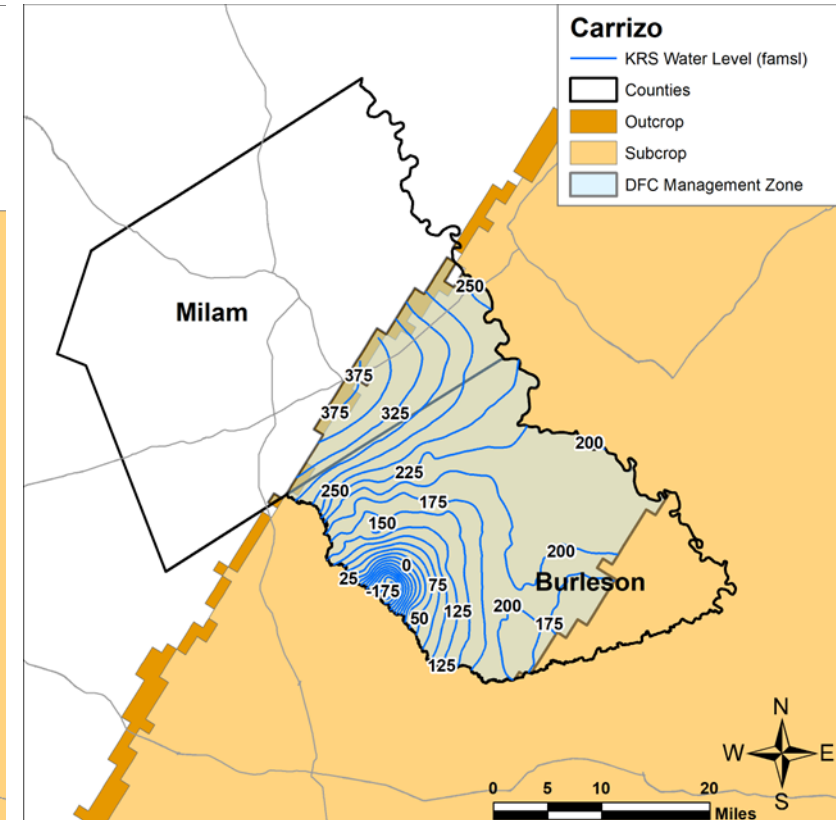 Carrizo
KRS Water Level (famsl)
Counties
Outcrop
Subcrop
DFC Management Zone
250
Milam
375
375
325
200
225
250
175
150
200
0
25
-175
75
Burleson
200
125
50
175
125
N
W E
S
0 5 10 20
Miles